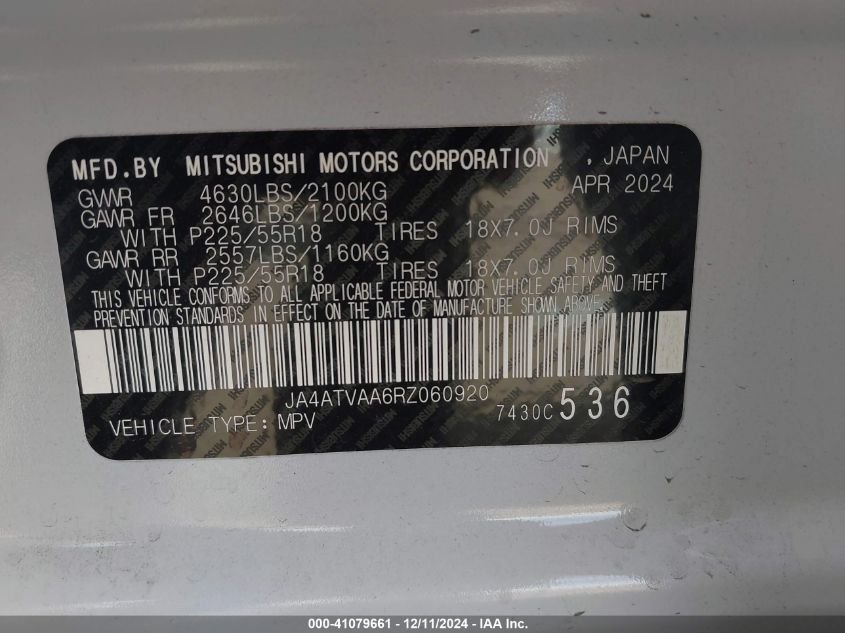 MFD.BY MITSUBISHI MOTORS CORPORATION . JAPAN
GVWR 4630LBS/2100KG APR 2024
GAWR FR 2646LBS/1200KG
WITH P225/55R18 TIRES 18X7.0J RIMS
GAWR RR 2557LBS/1160KG
WITH P225/55R18 TIRES 18X7.0J RIMS
THIS VEHICLE CONFORMS TO ALL APPLICABLE FEDERAL MOTOR VEHICLE SAFETY AND THEFT
PREVENTION STANDARDS IN EFFECT ON THE DATE OF MANUFACTURE SHOWN ABOVE.
JA4ATVAA6RZ060920
VEHICLE TYPE: MPV 7430C 536
000-41079661 - 12/11/2024 - IAA Inc.